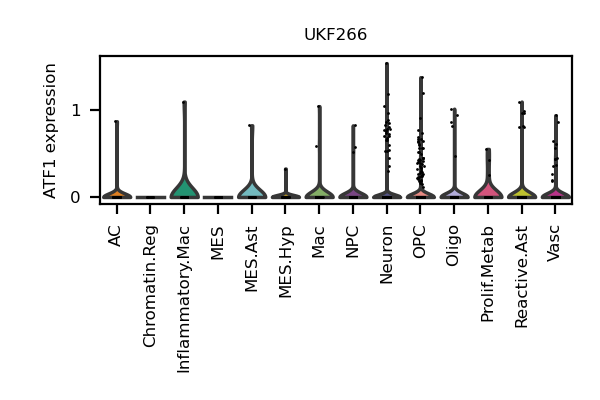 UKF266
ATF1 expression
1
0
AC
Chromatin.Reg
Inflammatory.Mac
MES
MES.Ast
MES.Hyp
Mac
NPC
Neuron
OPC
Oligo
Prolif.Metab
Reactive.Ast
Vasc